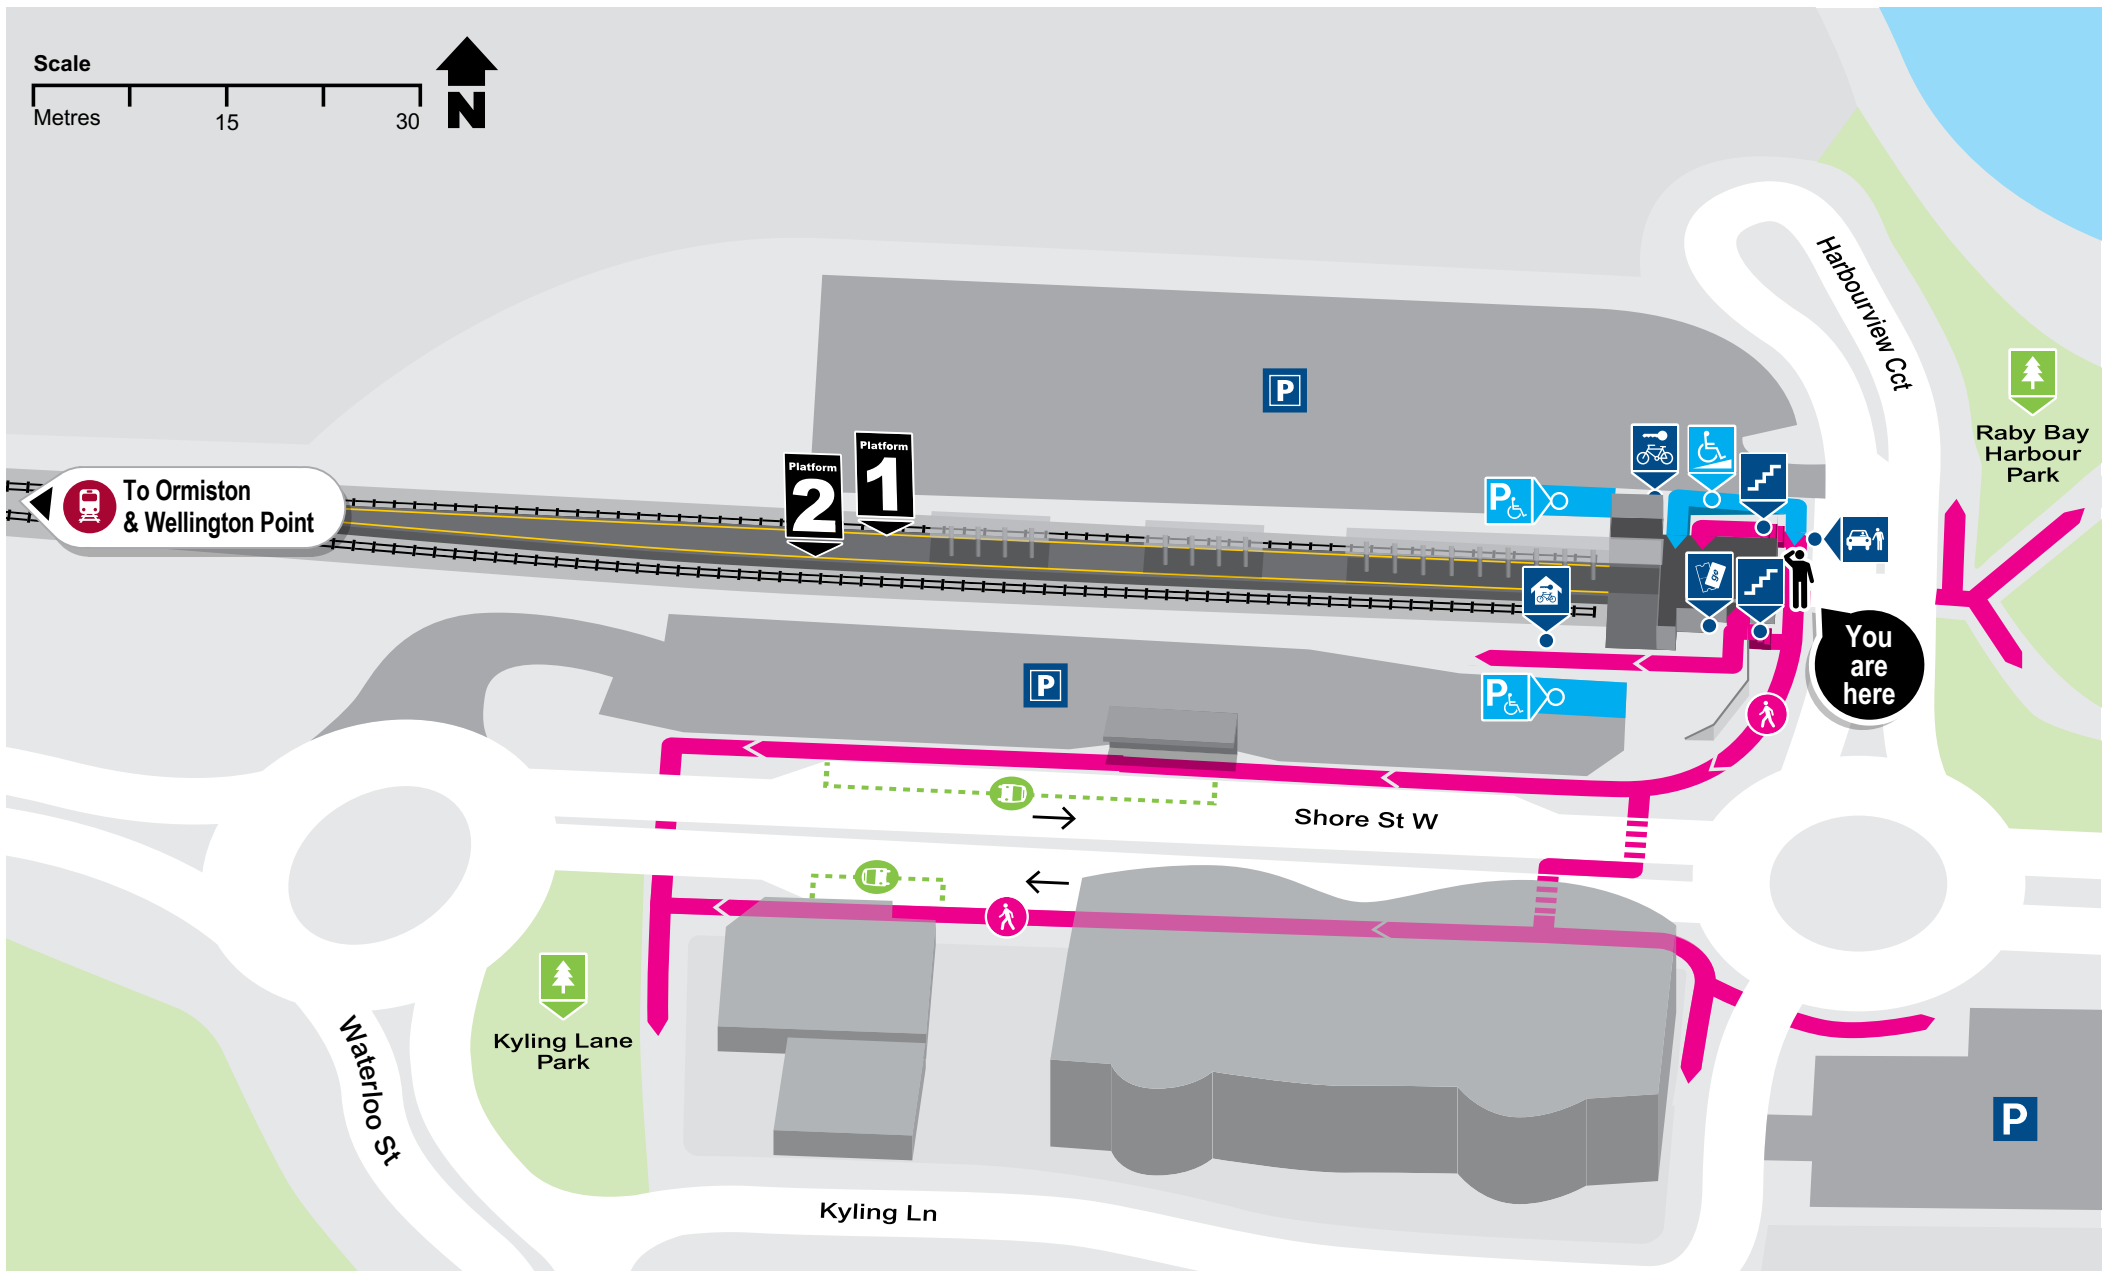 Scale
Metres
15
30
N
Harbourview Cct
P
Raby Bay
Harbour
Park
Platform
1
Platform
2
To Ormiston
& Wellington Point
P
go
You
are
here
P
P
Shore St W
Kyling Lane
Park
Waterloo St
P
Kyling Ln